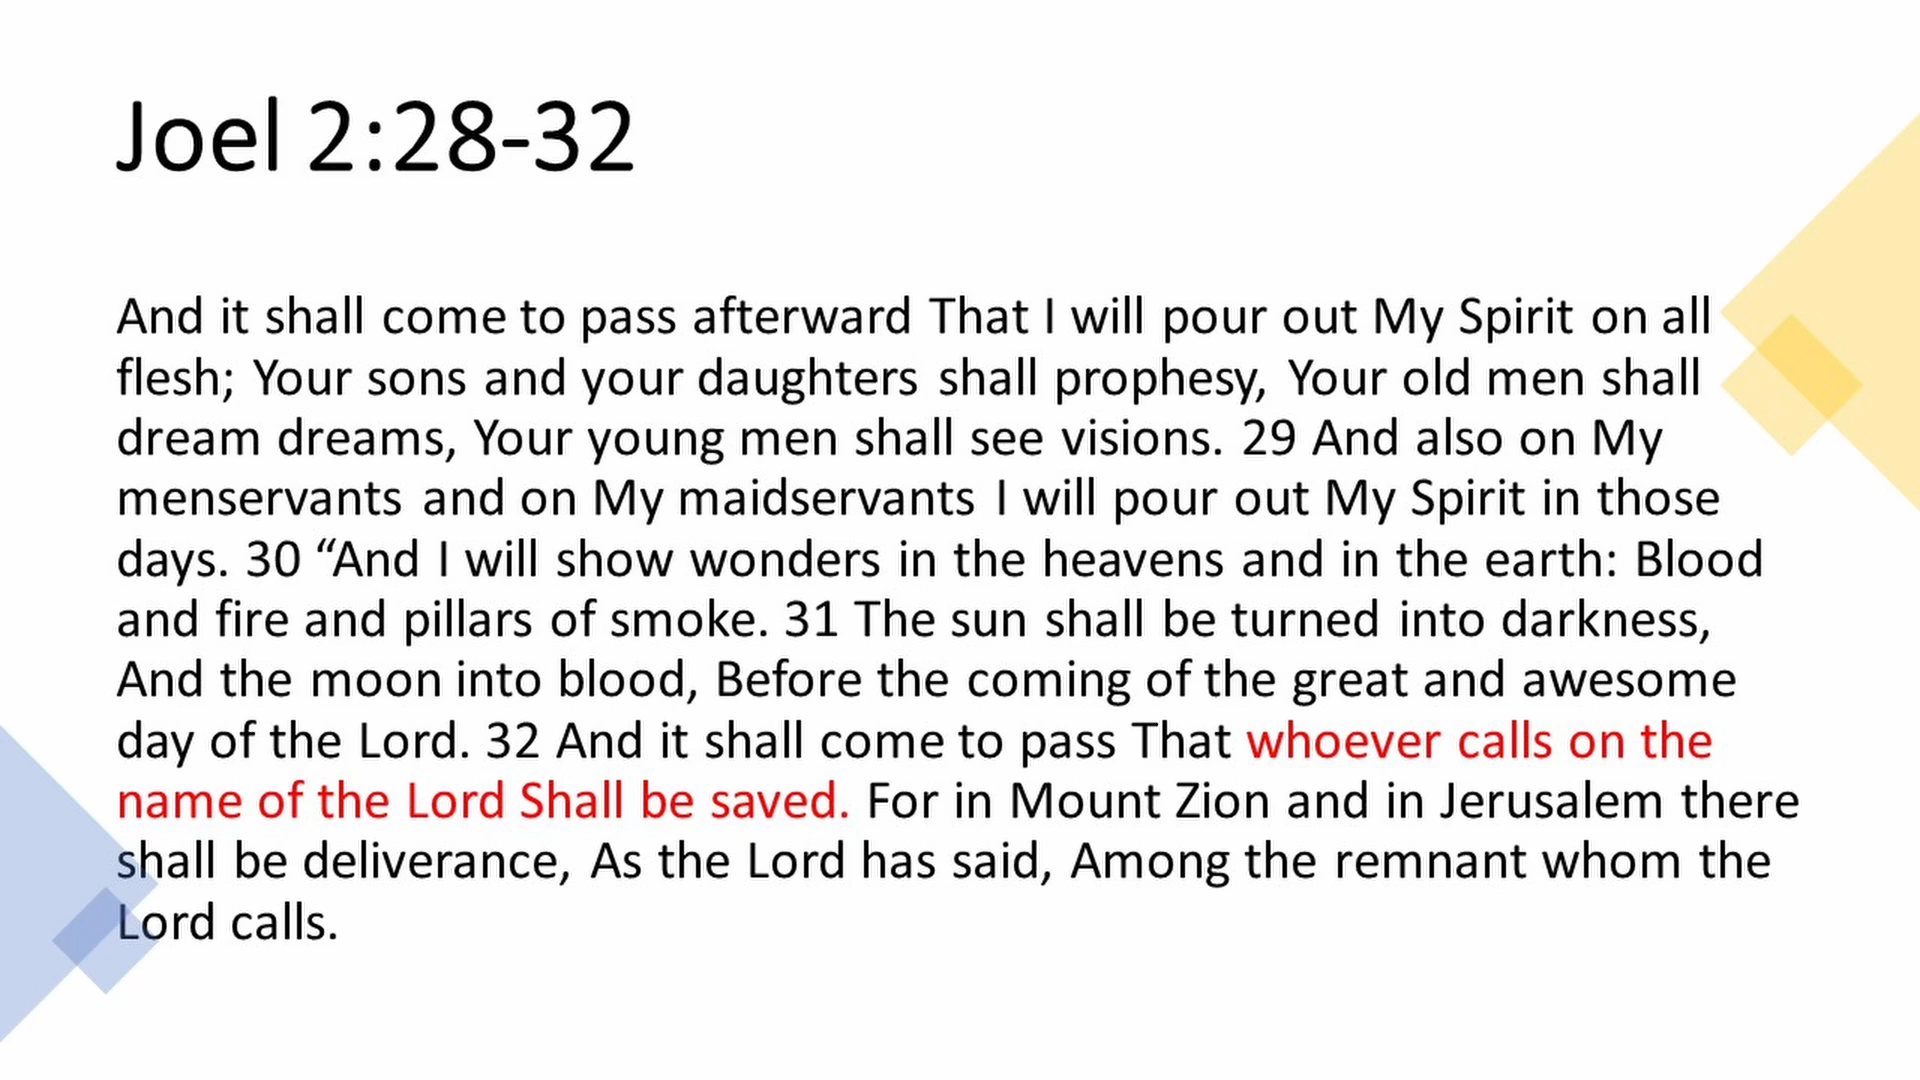 Joel 2:28-32
And it shall come to pass afterward That I will pour out My Spirit on all
flesh; Your sons and your daughters shall prophesy, Your old men shall
dream dreams, Your young men shall see visions. 29 And also on My
menservants and on My maidservants I will pour out My Spirit in those
days. 30 “And I will show wonders in the heavens and in the earth: Blood
and fire and pillars of smoke. 31 The sun shall be turned into darkness,
And the moon into blood, Before the coming of the great and awesome
day of the Lord. 32 And it shall come to pass That whoever calls on the
name of the Lord Shall be saved. For in Mount Zion and in Jerusalem there
shall be deliverance, As the Lord has said, Among the remnant whom the
Lord calls.